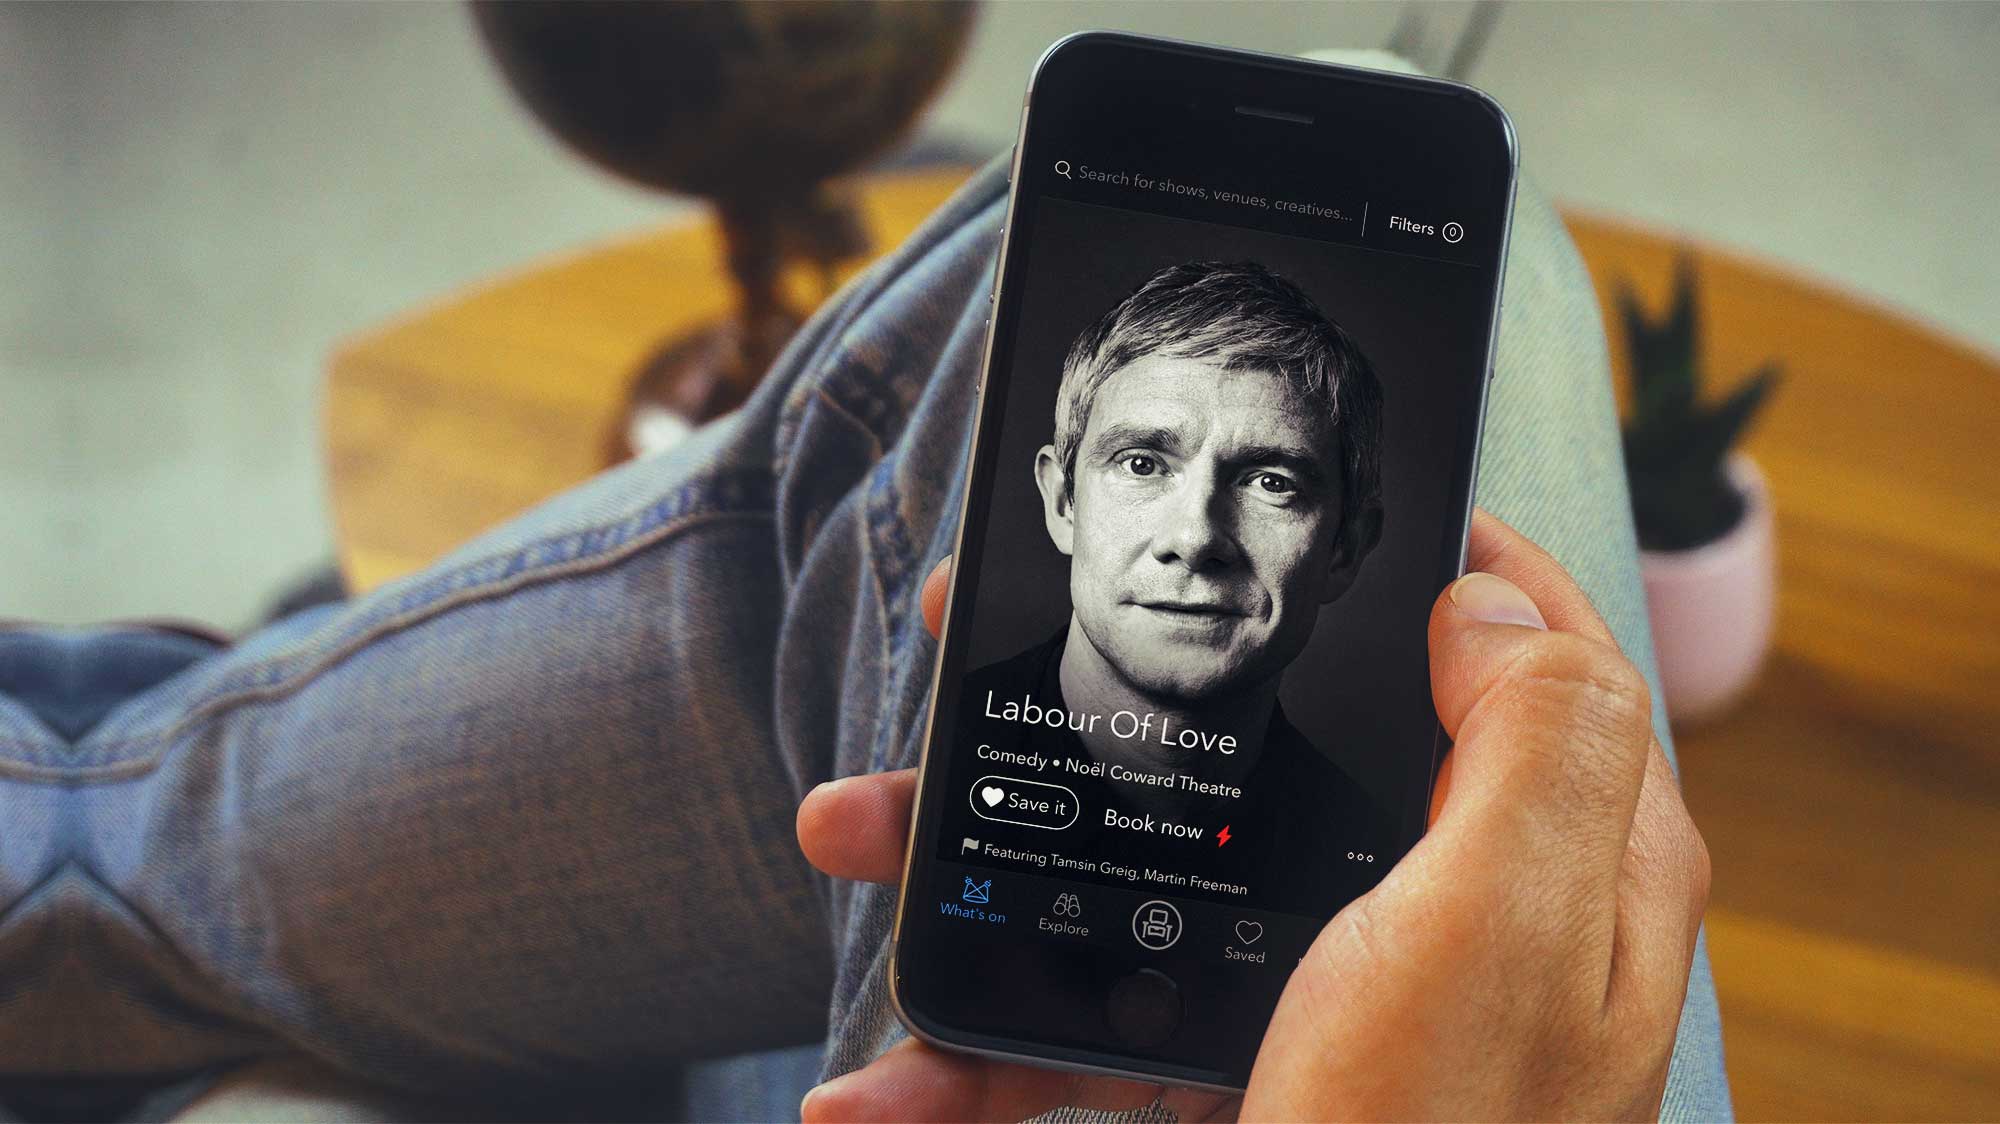 Search for shows, venues, creatives...
Filters 0
Labour Of Love
Comedy • Noël Coward Theatre
Save it
Book now
Featuring Tamsin Greig, Martin Freeman
What's on
Explore
Saved